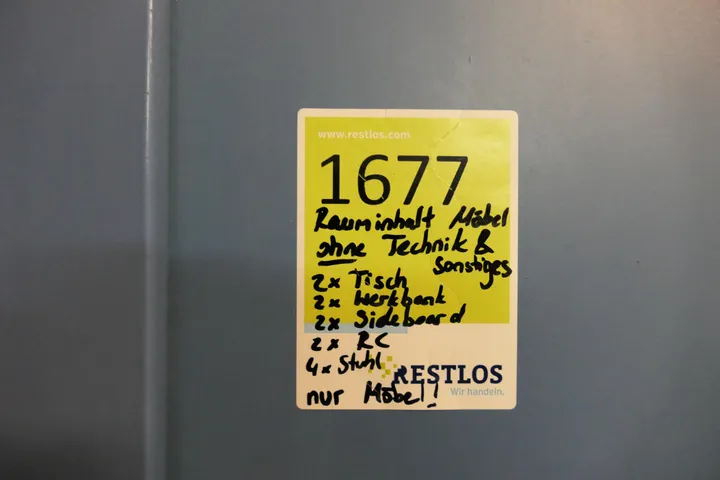 www.restlos.com
1677
Rauminhalt Möbel
ohne Technik &
Sonstiges
2x Tisch
2x Werkbank
2x Sideboard
2x RC
4x Stuhl
RESTLOS
Wir handeln.
nur Möbel!